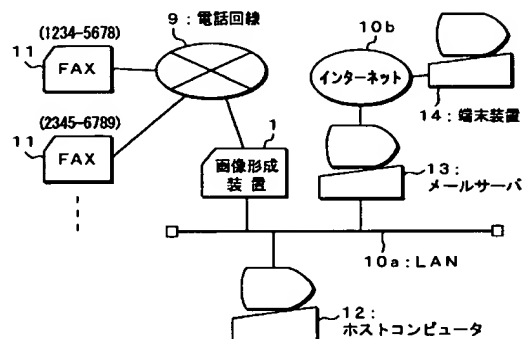 9：電話回線
(1234-5678)
11
FAX
(2345-6789)
11
FAX
1
画像形成
装置
10b
インターネット
14：端末装置
13：
メールサーバ
10a：LAN
12：
ホストコンピュータ